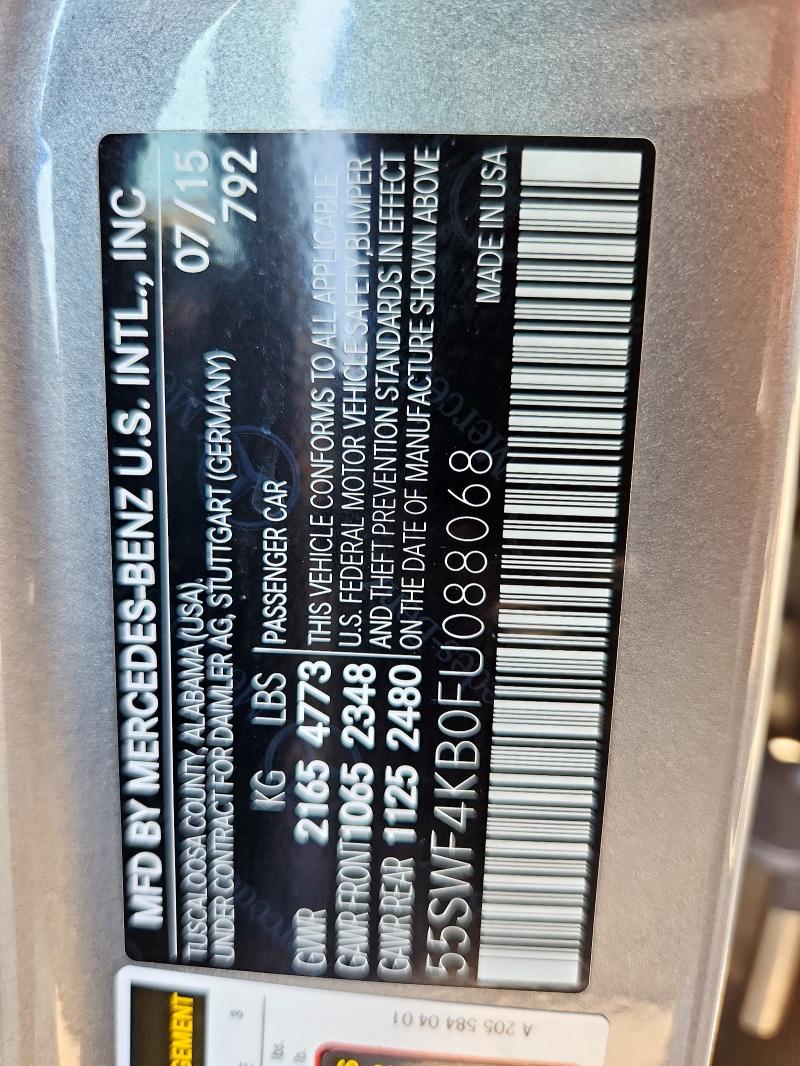 MFD BY MERCEDES-BENZ U.S. INTL., INC
TUSCALOOSA COUNTY, ALABAMA (USA). 07/15
UNDER CONTRACT FOR DAIMLER AG, STUTTGART (GERMANY) 792
KG LBS PASSENGER CAR
GVWR 2165 4773 THIS VEHICLE CONFORMS TO ALL APPLICABLE
GAWR FRONT 1065 2348 U.S. FEDERAL MOTOR VEHICLE SAFETY, BUMPER
GAWR REAR 1125 2480 AND THEFT PREVENTION STANDARDS IN EFFECT
ON THE DATE OF MANUFACTURE SHOWN ABOVE
55SWF4KB0FU088068 MADE IN USA
A 205 584 04 01
lbs.
lb.